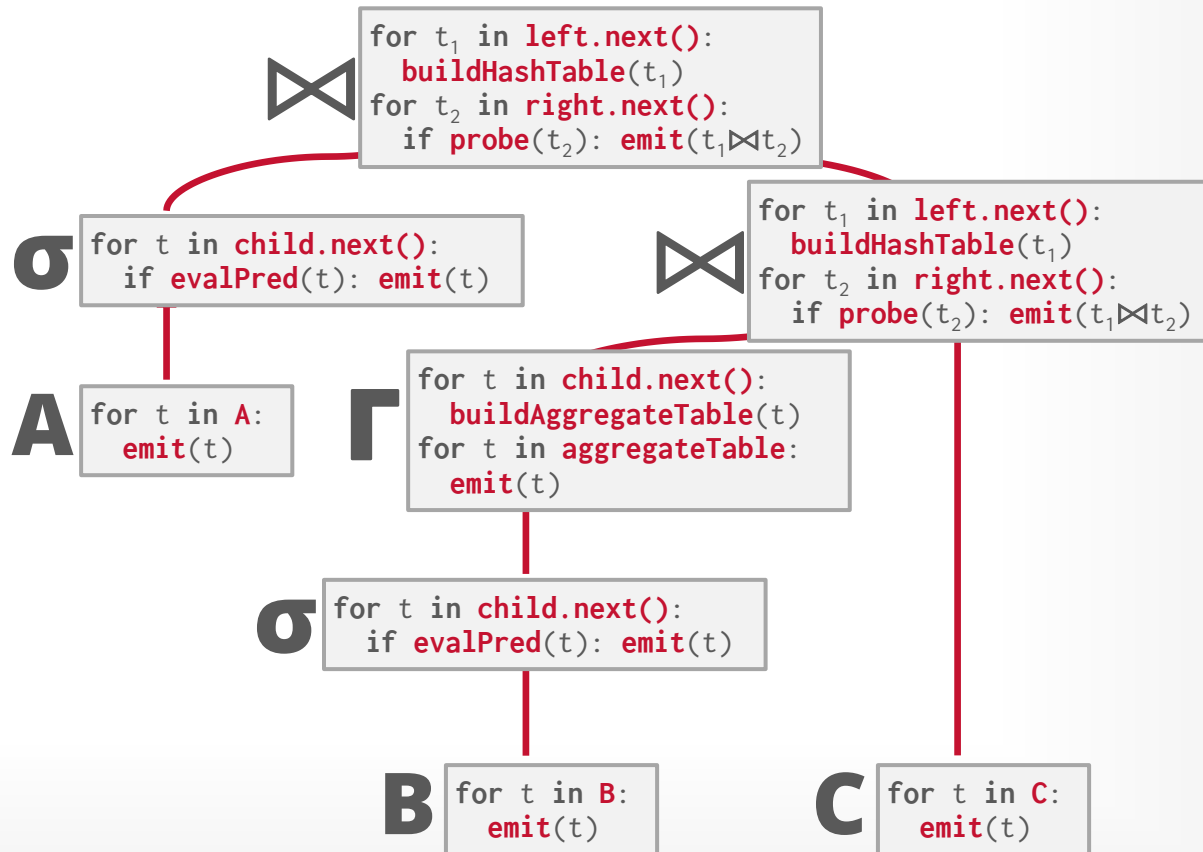 ⋈
for t₁ in left.next():
  buildHashTable(t₁)
for t₂ in right.next():
  if probe(t₂): emit(t₁⋈t₂)
σ
for t in child.next():
  if evalPred(t): emit(t)
⋈
for t₁ in left.next():
  buildHashTable(t₁)
for t₂ in right.next():
  if probe(t₂): emit(t₁⋈t₂)
A
for t in A:
  emit(t)
Γ
for t in child.next():
  buildAggregateTable(t)
for t in aggregateTable:
  emit(t)
σ
for t in child.next():
  if evalPred(t): emit(t)
B
for t in B:
  emit(t)
C
for t in C:
  emit(t)